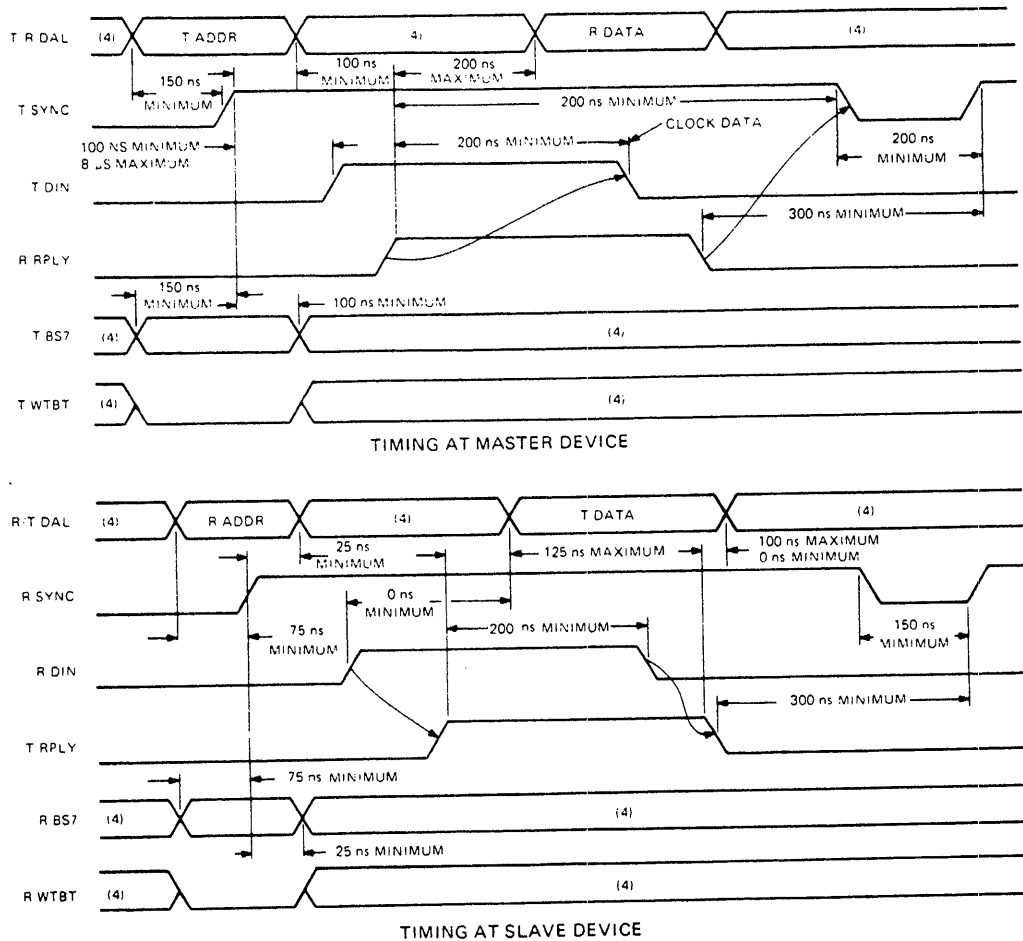 T R DAL (4) T ADDR 4) R DATA (4)
100 ns MINIMUM
200 ns MAXIMUM
150 ns MINIMUM
T SYNC
200 ns MINIMUM
CLOCK DATA
100 NS MINIMUM
8 µS MAXIMUM
200 ns MINIMUM
200 ns MINIMUM
T DIN
300 ns MINIMUM
R RPLY
150 ns MINIMUM
100 ns MINIMUM
T BS7 (4) (4)
T WTBT (4) (4)
TIMING AT MASTER DEVICE
R/T DAL (4) R ADDR (4) T DATA (4)
25 ns MINIMUM
125 ns MAXIMUM
100 ns MAXIMUM
0 ns MINIMUM
R SYNC
0 ns MINIMUM
75 ns MINIMUM
200 ns MINIMUM
150 ns MIMIMUM
R DIN
300 ns MINIMUM
T RPLY
75 ns MINIMUM
R BS7 (4) (4)
25 ns MINIMUM
R WTBT (4) (4)
TIMING AT SLAVE DEVICE